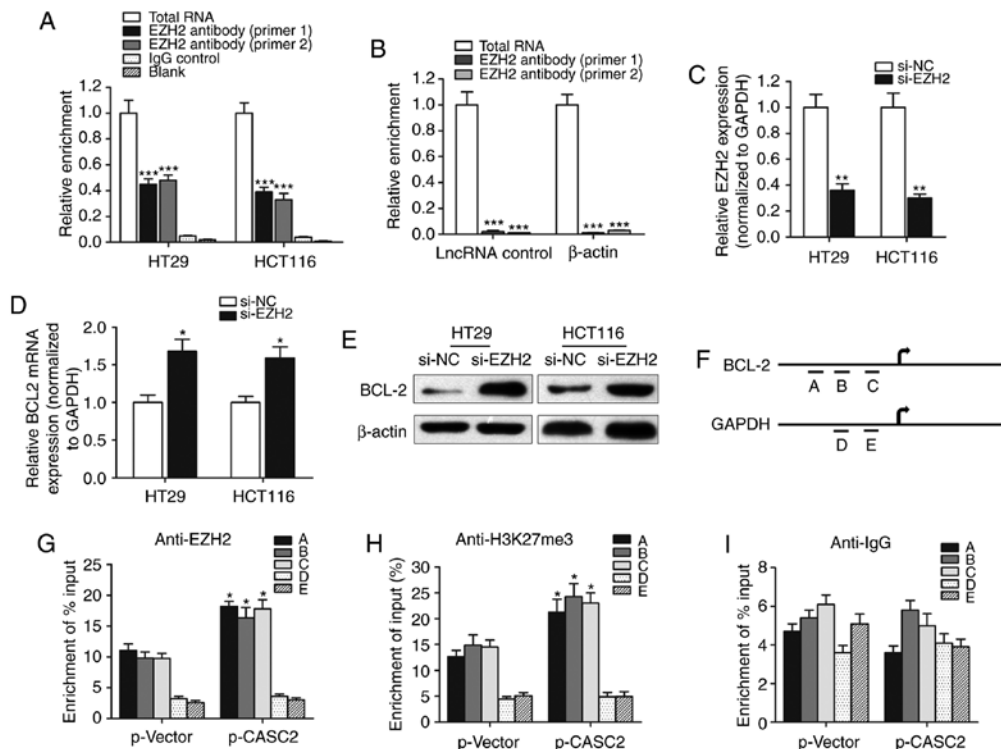 A
Total RNA
EZH2 antibody (primer 1)
EZH2 antibody (primer 2)
IgG control
Blank
Relative enrichment
1.2
1.0
0.8
0.6
0.4
0.2
0.0
*** ***
*** ***
HT29
HCT116
B
Total RNA
EZH2 antibody (primer 1)
EZH2 antibody (primer 2)
Relative enrichment
1.2
1.0
0.8
0.6
0.4
0.2
0.0
*** ***
*** ***
LncRNA control
β-actin
C
si-NC
si-EZH2
Relative EZH2 expression
(normalized to GAPDH)
1.2
1.0
0.8
0.6
0.4
0.2
0.0
**
**
HT29
HCT116
D
si-NC
si-EZH2
Relative BCL2 mRNA
expression (normalized
to GAPDH)
2.0
1.5
1.0
0.5
0.0
*
*
HT29
HCT116
E
HT29
HCT116
si-NC si-EZH2
si-NC si-EZH2
BCL-2
β-actin
F
BCL-2
A B C
GAPDH
D E
G
Anti-EZH2
A
B
C
D
E
Enrichment of % input
25
20
15
10
5
0
* * *
p-Vector
p-CASC2
H
Anti-H3K27me3
A
B
C
D
E
Enrichment of input (%)
30
25
20
15
10
5
0
* * *
p-Vector
p-CASC2
I
Anti-IgG
A
B
C
D
E
Enrichment of % input
8
6
4
2
0
p-Vector
p-CASC2